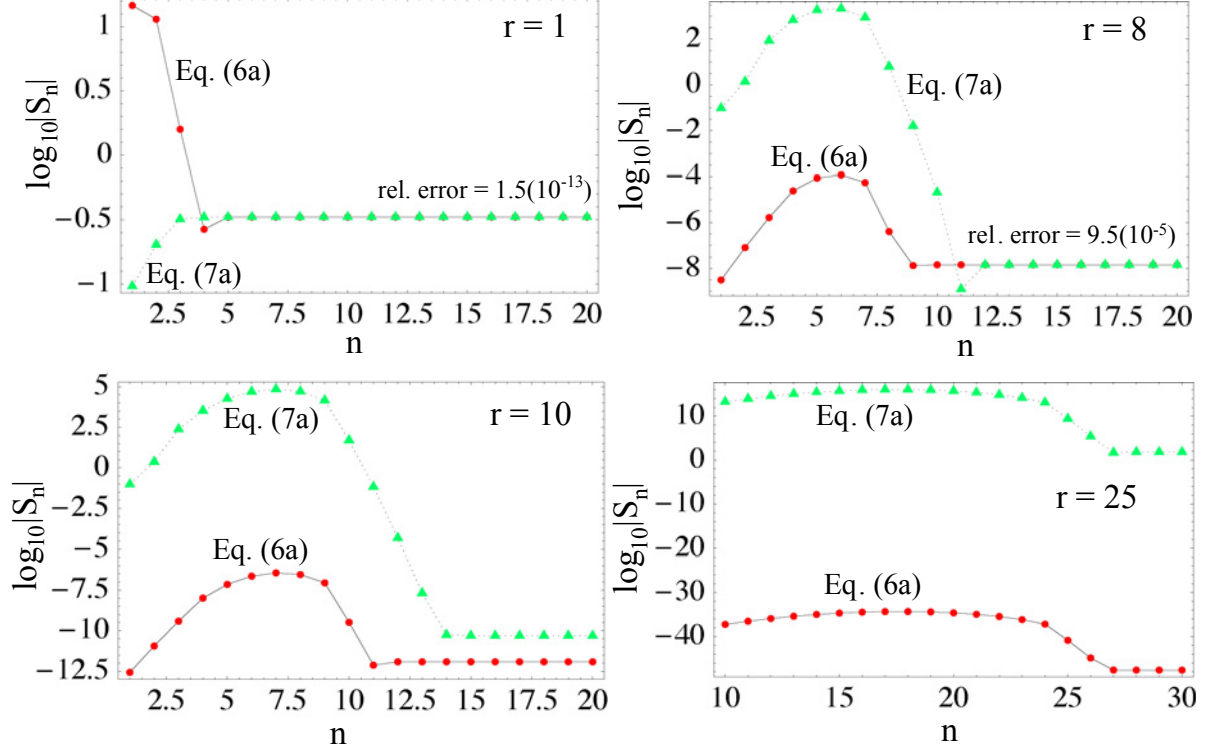 1
0.5
0
−0.5
−1
log₁₀|Sₙ|
r = 1
Eq. (6a)
rel. error = 1.5(10⁻¹³)
Eq. (7a)
2.5 5 7.5 10 12.5 15 17.5 20
n
2
0
−2
−4
−6
−8
log₁₀|Sₙ|
r = 8
Eq. (7a)
Eq. (6a)
rel. error = 9.5(10⁻⁵)
2.5 5 7.5 10 12.5 15 17.5 20
n
5
2.5
0
−2.5
−5
−7.5
−10
−12.5
log₁₀|Sₙ|
r = 10
Eq. (7a)
Eq. (6a)
2.5 5 7.5 10 12.5 15 17.5 20
n
10
0
−10
−20
−30
−40
log₁₀|Sₙ|
Eq. (7a)
r = 25
Eq. (6a)
10 15 20 25 30
n